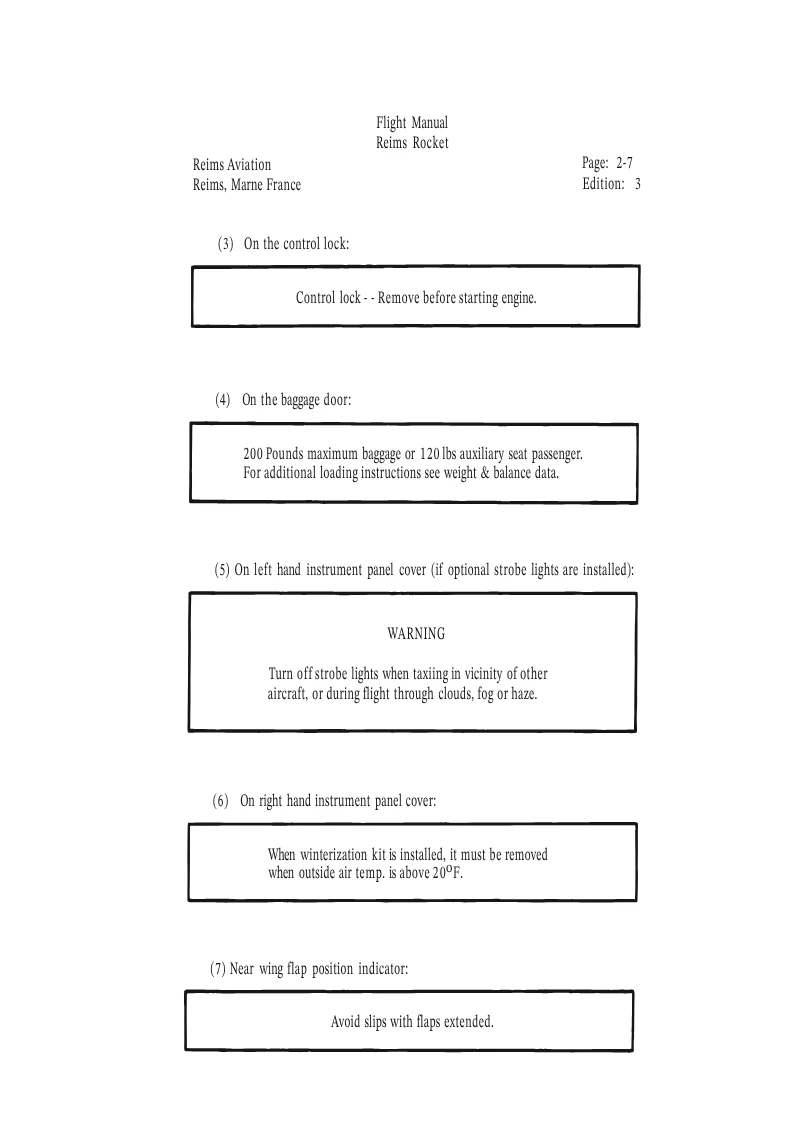 Flight Manual
Reims Rocket
Reims Aviation
Reims, Marne France
Page: 2-7
Edition: 3
(3) On the control lock:
Control lock - - Remove before starting engine.
(4) On the baggage door:
200 Pounds maximum baggage or 120 lbs auxiliary seat passenger.
For additional loading instructions see weight & balance data.
(5) On left hand instrument panel cover (if optional strobe lights are installed):
WARNING
Turn off strobe lights when taxiing in vicinity of other
aircraft, or during flight through clouds, fog or haze.
(6) On right hand instrument panel cover:
When winterization kit is installed, it must be removed
when outside air temp. is above 20ºF.
(7) Near wing flap position indicator:
Avoid slips with flaps extended.